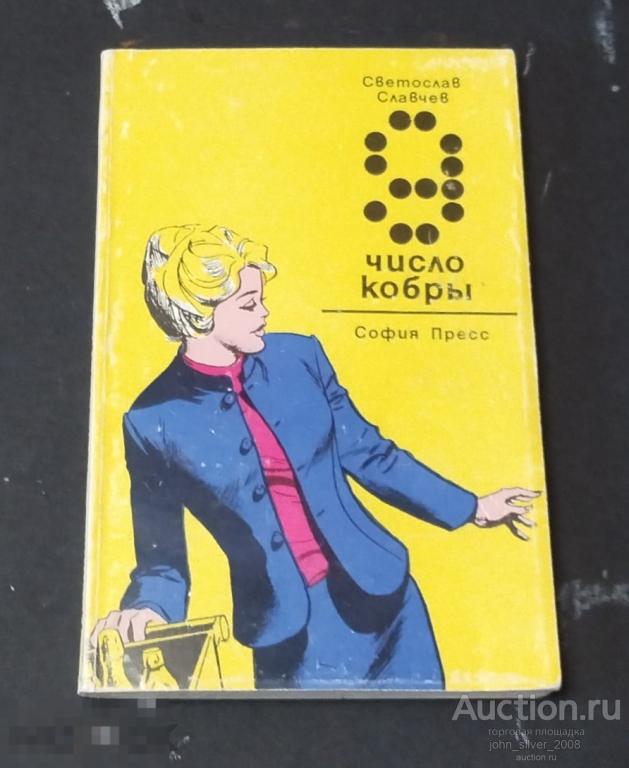 Светослав
Славчев
9
число
кобры
София Пресс
Auction.ru
торговая площадка
john_silver_2008
auction.ru